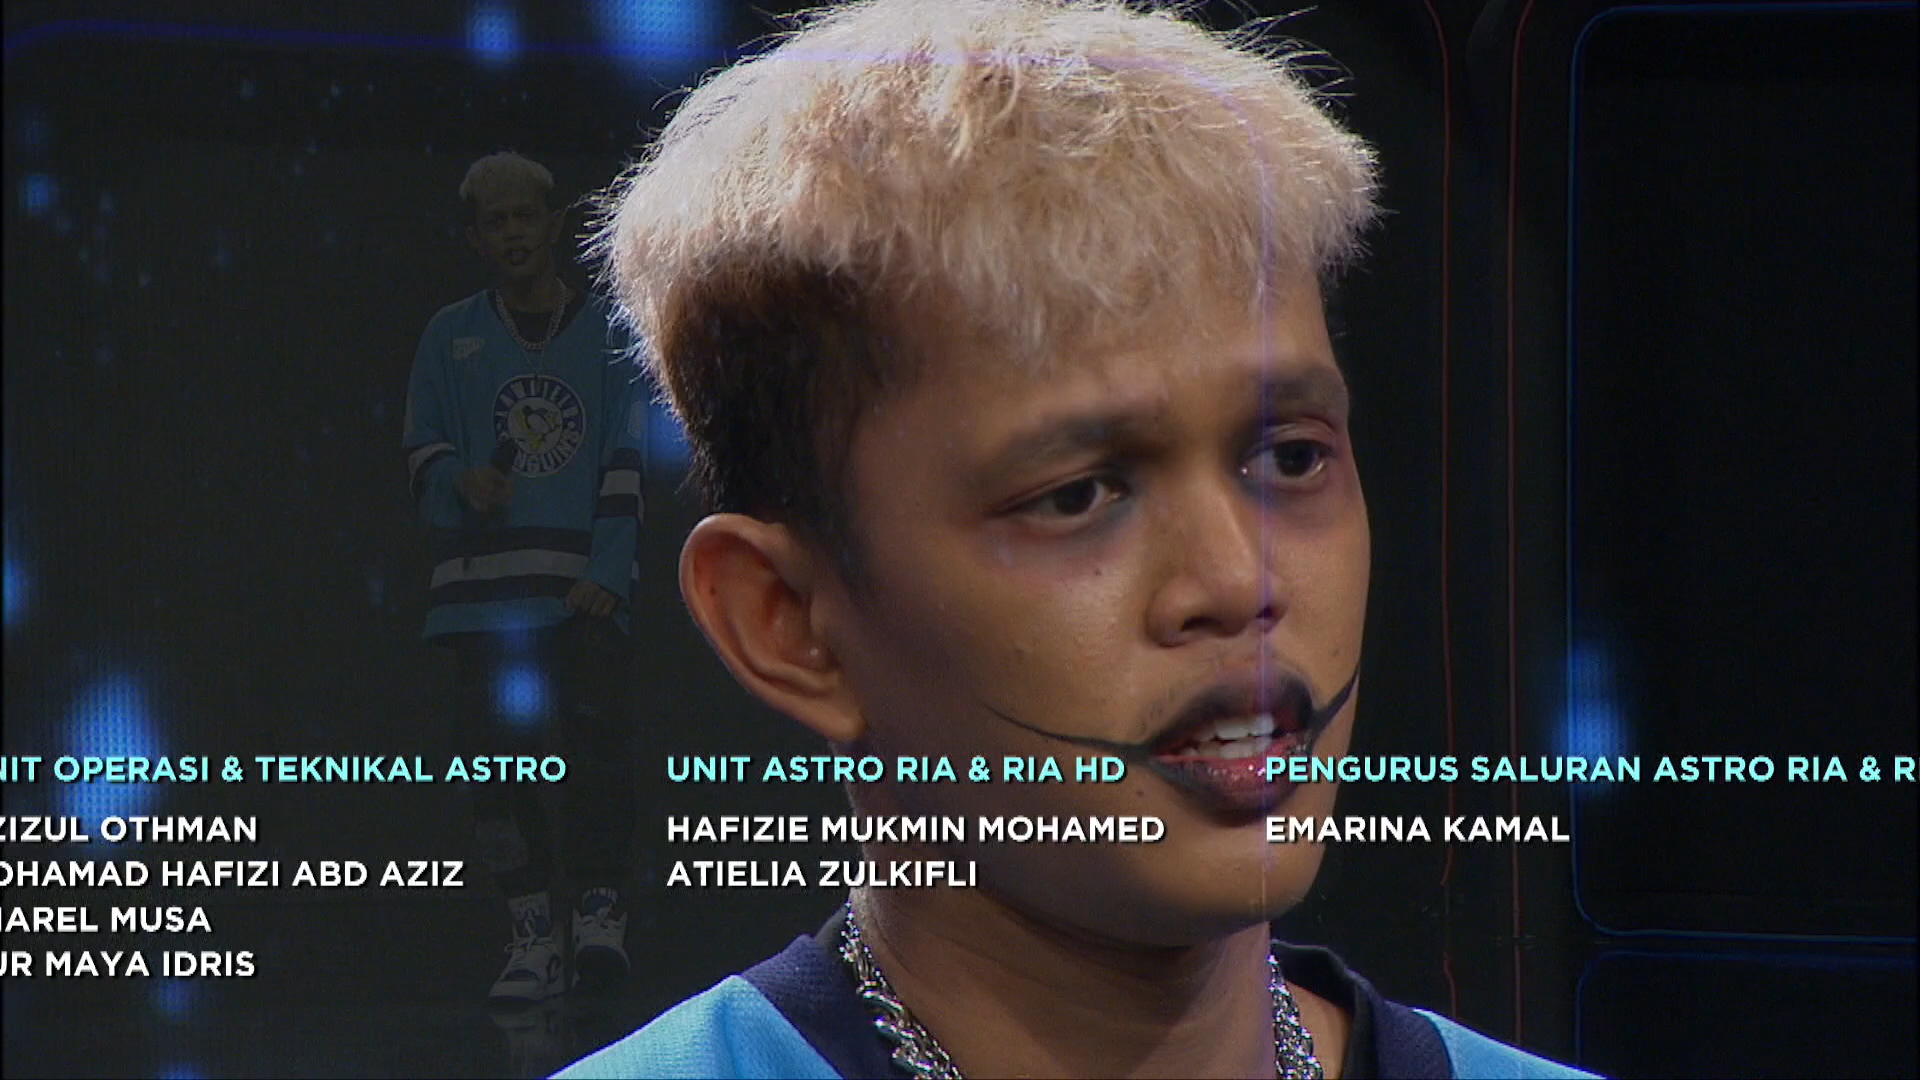 NIT OPERASI & TEKNIKAL ASTRO
ZIZUL OTHMAN
OHAMAD HAFIZI ABD AZIZ
HAREL MUSA
UR MAYA IDRIS
UNIT ASTRO RIA & RIA HD
HAFIZIE MUKMIN MOHAMED
ATIELIA ZULKIFLI
PENGURUS SALURAN ASTRO RIA & RI
EMARINA KAMAL